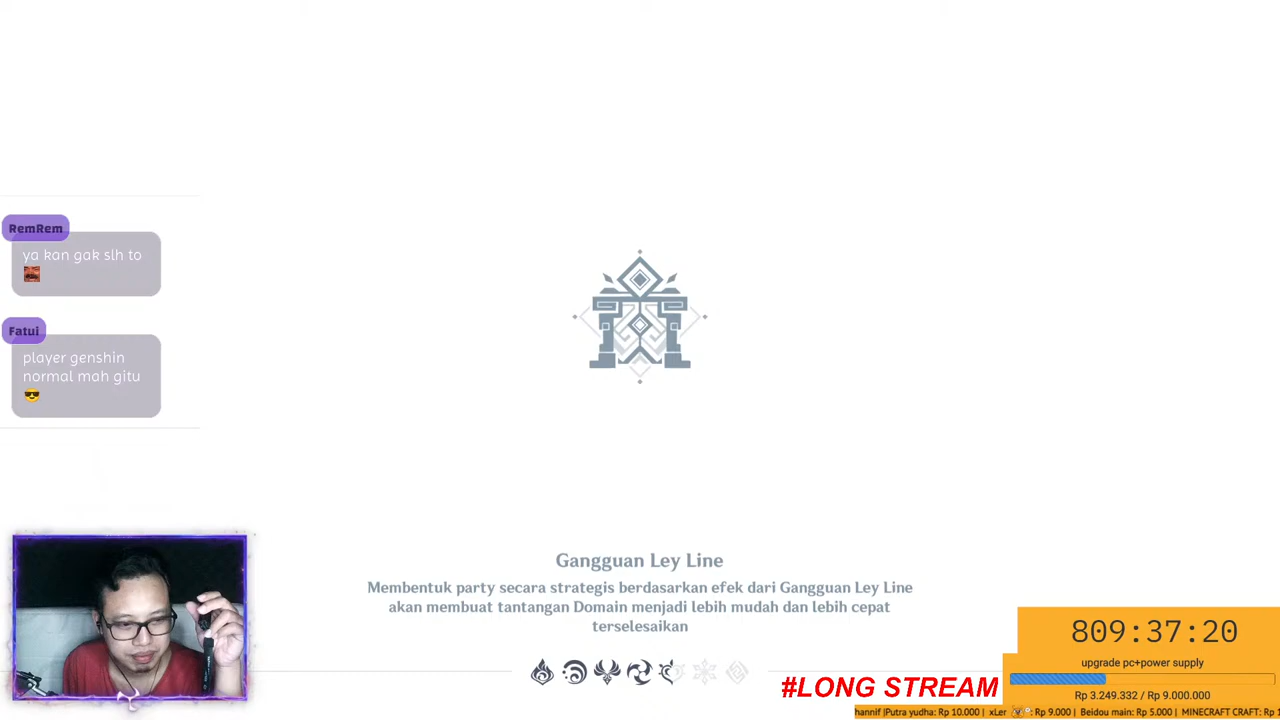 RemRem
ya kan gak slh to
Fatui
player genshin
normal mah gitu
Gangguan Ley Line
Membentuk party secara strategis berdasarkan efek dari Gangguan Ley Line
akan membuat tantangan Domain menjadi lebih mudah dan lebih cepat
terselesaikan
#LONG STREAM
809:37:20
upgrade pc+power supply
Rp 3.249.332 / Rp 9.000.000
hannif |Putra yudha: Rp 10.000 | xLer : Rp 9.000 | Beidou main: Rp 5.000 | MINECRAFT CRAFT: Rp 1